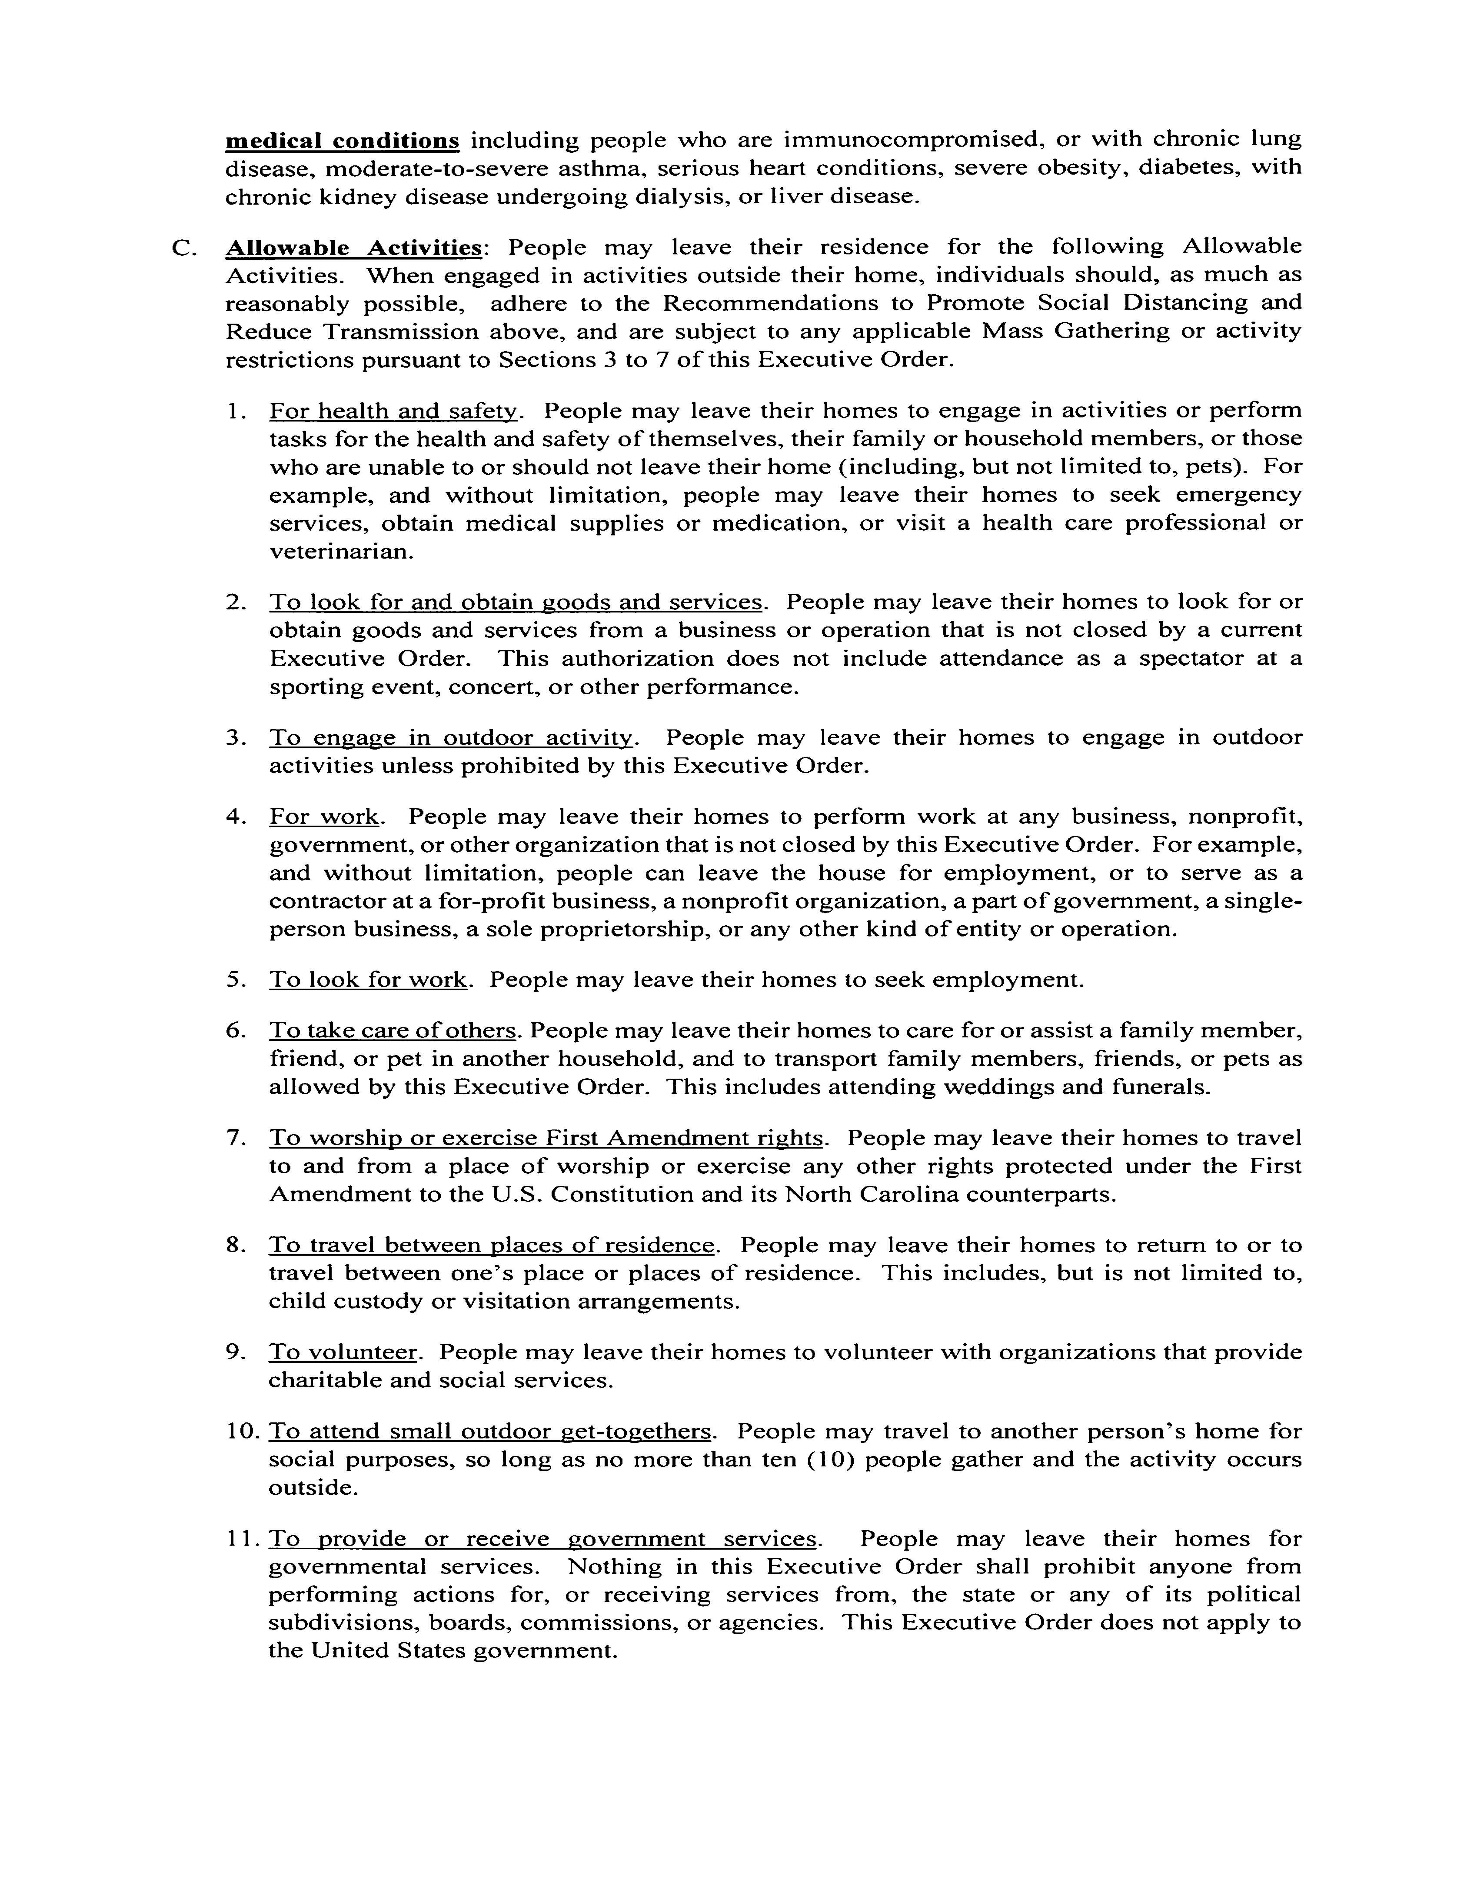 medical conditions including people who are immunocompromised, or with chronic lung
disease, moderate-to-severe asthma, serious heart conditions, severe obesity, diabetes, with
chronic kidney disease undergoing dialysis, or liver disease.
C. Allowable Activities: People may leave their residence for the following Allowable
Activities. When engaged in activities outside their home, individuals should, as much as
reasonably possible, adhere to the Recommendations to Promote Social Distancing and
Reduce Transmission above, and are subject to any applicable Mass Gathering or activity
restrictions pursuant to Sections 3 to 7 of this Executive Order.
1. For health and safety. People may leave their homes to engage in activities or perform
tasks for the health and safety of themselves, their family or household members, or those
who are unable to or should not leave their home (including, but not limited to, pets). For
example, and without limitation, people may leave their homes to seek emergency
services, obtain medical supplies or medication, or visit a health care professional or
veterinarian.
2. To look for and obtain goods and services. People may leave their homes to look for or
obtain goods and services from a business or operation that is not closed by a current
Executive Order. This authorization does not include attendance as a spectator at a
sporting event, concert, or other performance.
3. To engage in outdoor activity. People may leave their homes to engage in outdoor
activities unless prohibited by this Executive Order.
4. For work. People may leave their homes to perform work at any business, nonprofit,
government, or other organization that is not closed by this Executive Order. For example,
and without limitation, people can leave the house for employment, or to serve as a
contractor at a for-profit business, a nonprofit organization, a part of government, a single-
person business, a sole proprietorship, or any other kind of entity or operation.
5. To look for work. People may leave their homes to seek employment.
6. To take care of others. People may leave their homes to care for or assist a family member,
friend, or pet in another household, and to transport family members, friends, or pets as
allowed by this Executive Order. This includes attending weddings and funerals.
7. To worship or exercise First Amendment rights. People may leave their homes to travel
to and from a place of worship or exercise any other rights protected under the First
Amendment to the U.S. Constitution and its North Carolina counterparts.
8. To travel between places of residence. People may leave their homes to return to or to
travel between one's place or places of residence. This includes, but is not limited to,
child custody or visitation arrangements.
9. To volunteer. People may leave their homes to volunteer with organizations that provide
charitable and social services.
10. To attend small outdoor get-togethers. People may travel to another person's home for
social purposes, so long as no more than ten (10) people gather and the activity occurs
outside.
11. To provide or receive government services. People may leave their homes for
governmental services. Nothing in this Executive Order shall prohibit anyone from
performing actions for, or receiving services from, the state or any of its political
subdivisions, boards, commissions, or agencies. This Executive Order does not apply to
the United States government.